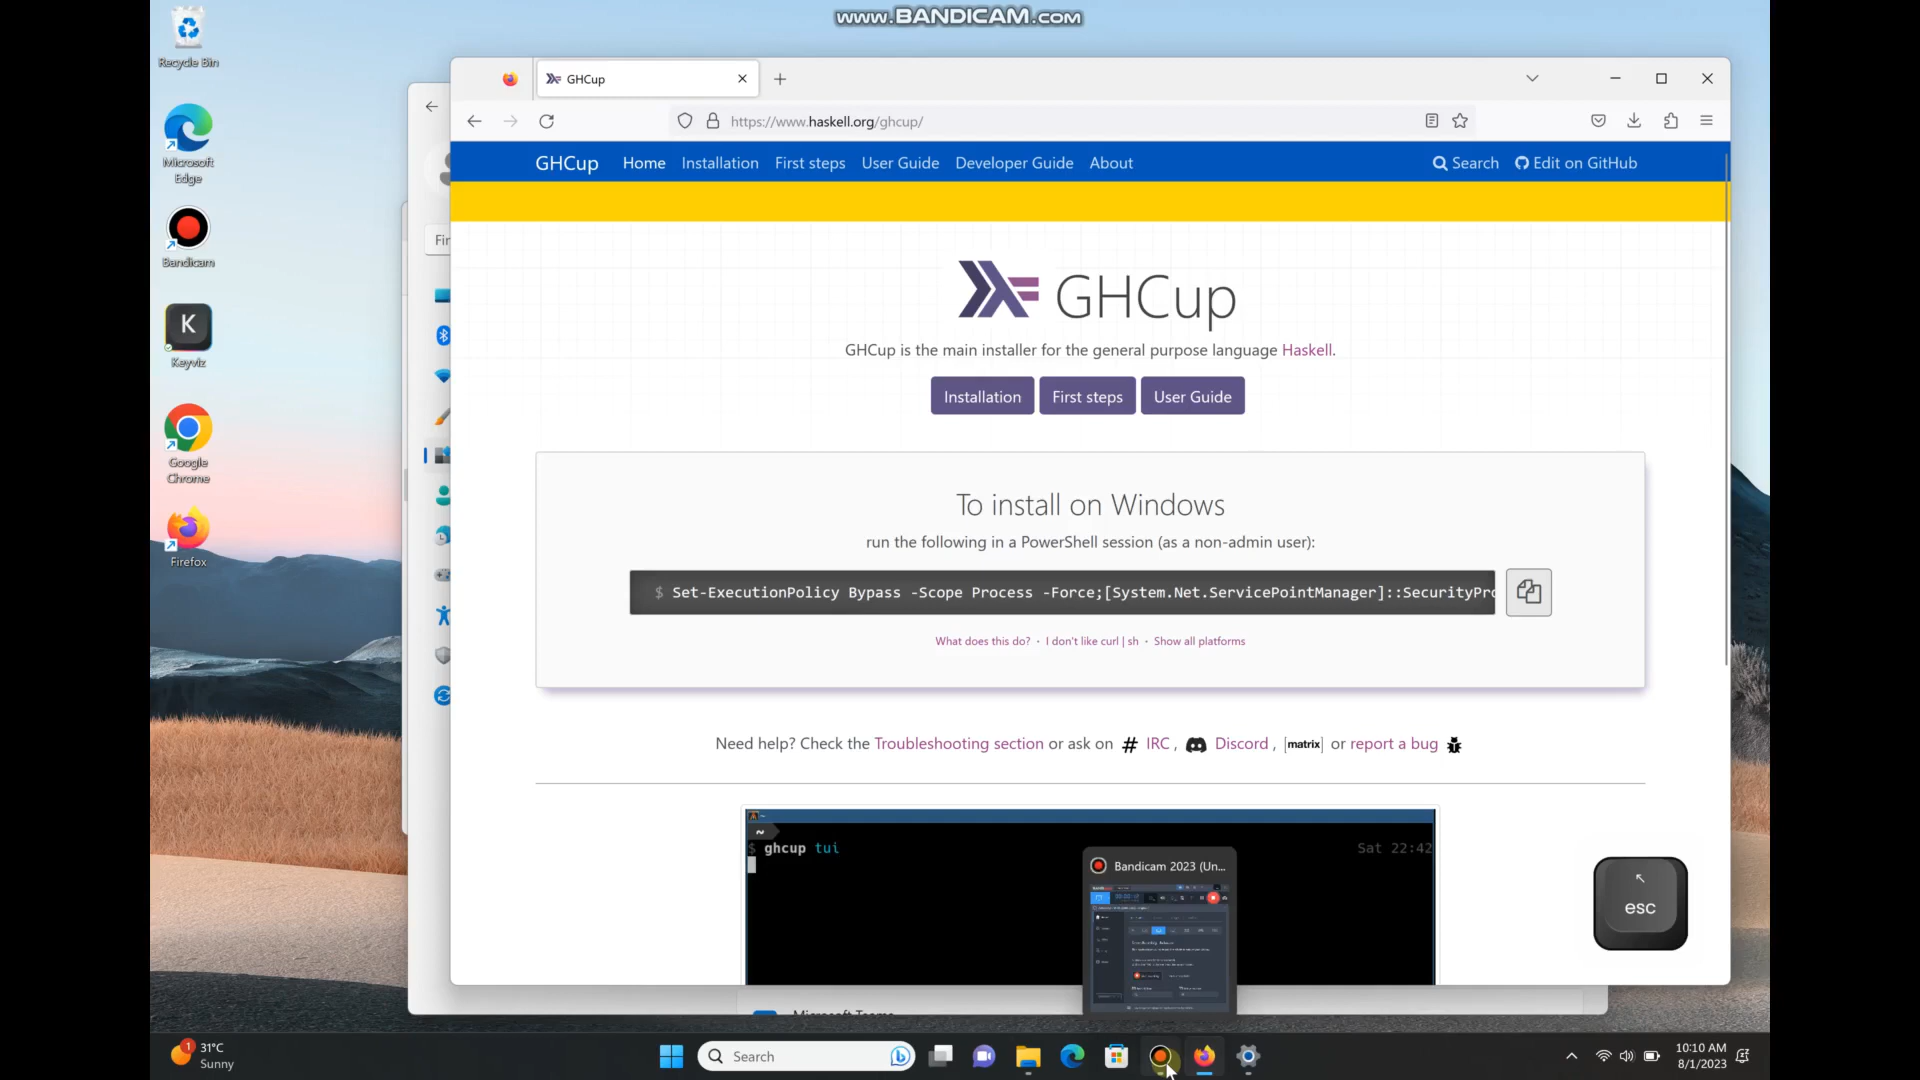 www.BANDICAM.com
Recycle Bin
Microsoft
Edge
Bandicam
K
Keyviz
Google
Chrome
Firefox
Fir
GHCup
https://www.haskell.org/ghcup/
GHCup Home Installation First steps User Guide Developer Guide About Search Edit on GitHub
GHCup
GHCup is the main installer for the general purpose language Haskell.
Installation First steps User Guide
To install on Windows
run the following in a PowerShell session (as a non-admin user):
$ Set-ExecutionPolicy Bypass -Scope Process -Force;[System.Net.ServicePointManager]::SecurityPro
What does this do? · I don't like curl | sh · Show all platforms
Need help? Check the Troubleshooting section or ask on # IRC , Discord , [matrix] or report a bug
~
~
$ ghcup tui Sat 22:42
Bandicam 2023 (Un...
esc
Microsoft Teams
1 31°C
Sunny
Search
10:10 AM
8/1/2023